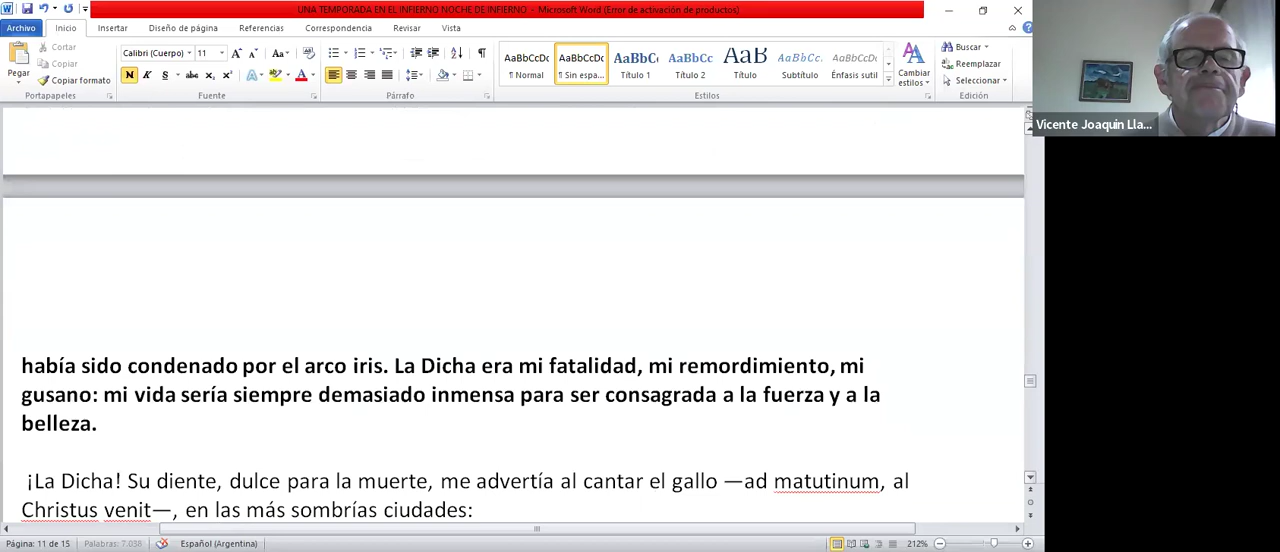 UNA TEMPORADA EN EL INFIERNO NOCHE DE INFIERNO - Microsoft Word (Error de activación de productos)
Archivo Inicio Insertar Diseño de página Referencias Correspondencia Revisar Vista
Pegar
Cortar
Copiar
Copiar formato
Portapapeles
Calibri (Cuerpo) 11
N K S abc x₂ x²
Fuente
Párrafo
AaBbCcDc AaBbCcDc AaBbC AaBbCc AaB AaBbCc. AaBbCcDc
¶ Normal ¶ Sin espa... Título 1 Título 2 Título Subtítulo Énfasis sutil
Estilos
Cambiar estilos
Buscar
Reemplazar
Seleccionar
Edición
Vicente Joaquin Lla...
había sido condenado por el arco iris. La Dicha era mi fatalidad, mi remordimiento, mi
gusano: mi vida sería siempre demasiado inmensa para ser consagrada a la fuerza y a la
belleza.
¡La Dicha! Su diente, dulce para la muerte, me advertía al cantar el gallo —ad matutinum, al
Christus venit—, en las más sombrías ciudades:
Página: 11 de 15 Palabras: 7.038 Español (Argentina) 212%